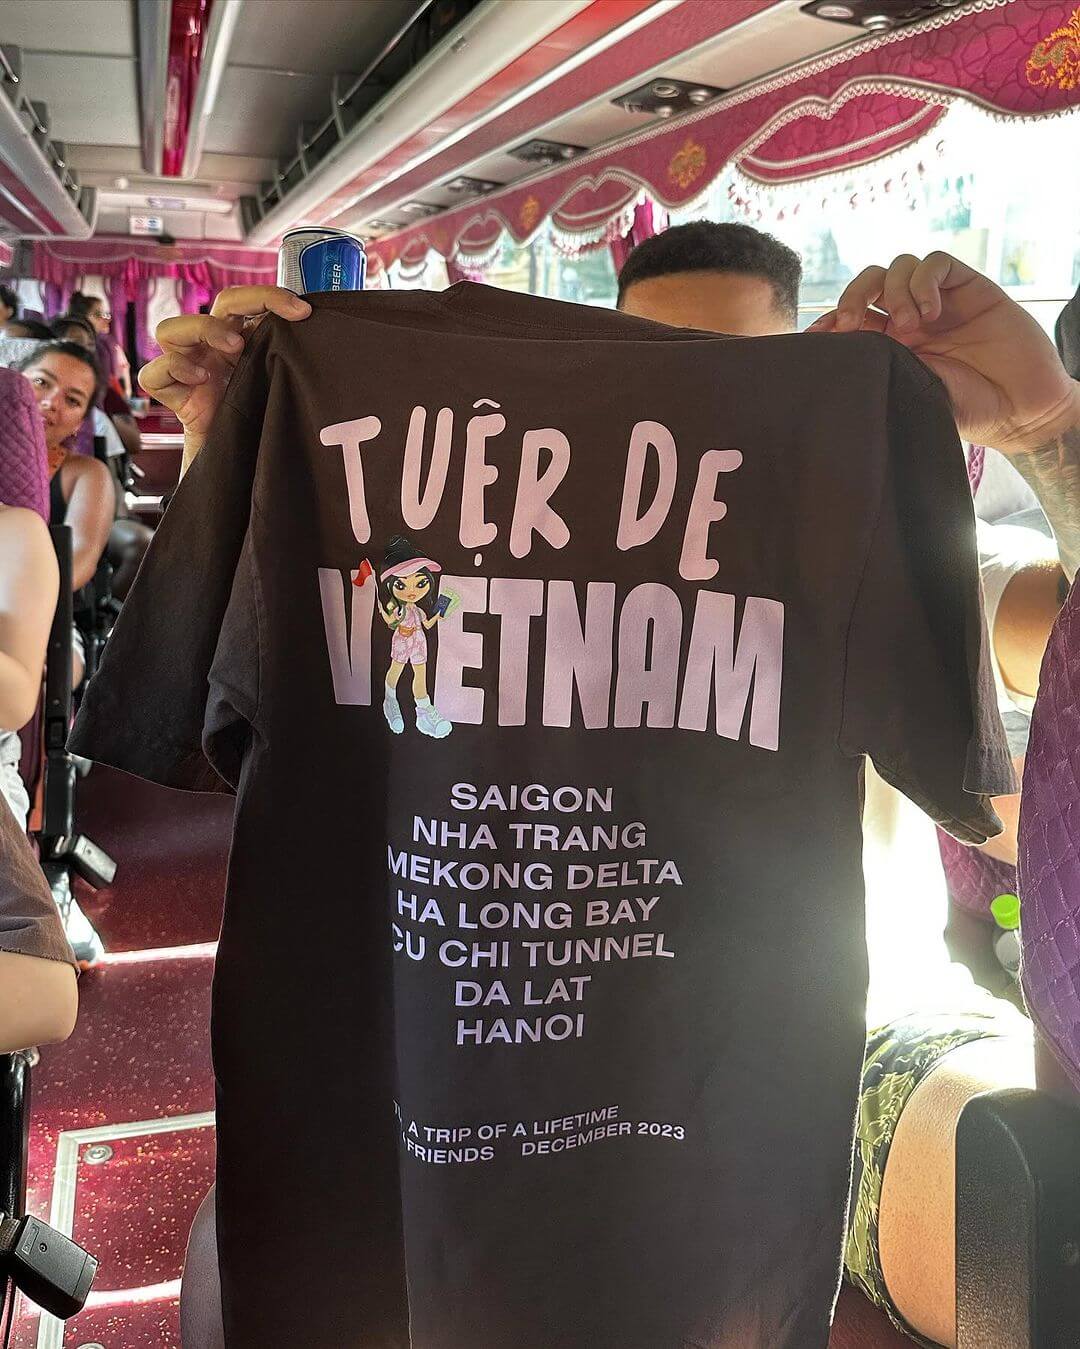 BEER
TUỆR DE
VIETNAM
SAIGON
NHA TRANG
MEKONG DELTA
HA LONG BAY
CU CHI TUNNEL
DA LAT
HANOI
A TRIP OF A LIFETIME
FRIENDS DECEMBER 2023